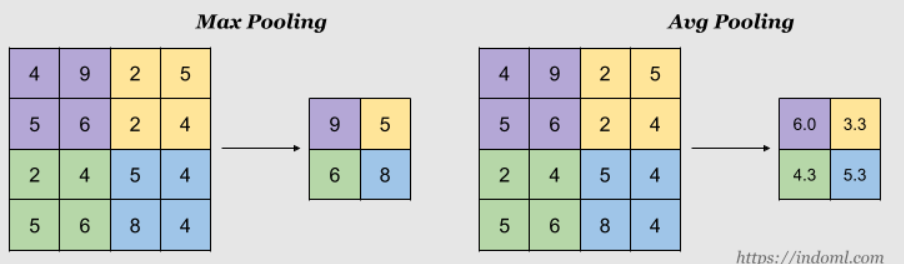 Max Pooling
Avg Pooling
4 9 2 5
5 6 2 4
2 4 5 4
5 6 8 4
9 5
6 8
4 9 2 5
5 6 2 4
2 4 5 4
5 6 8 4
6.0 3.3
4.3 5.3
https://indoml.com